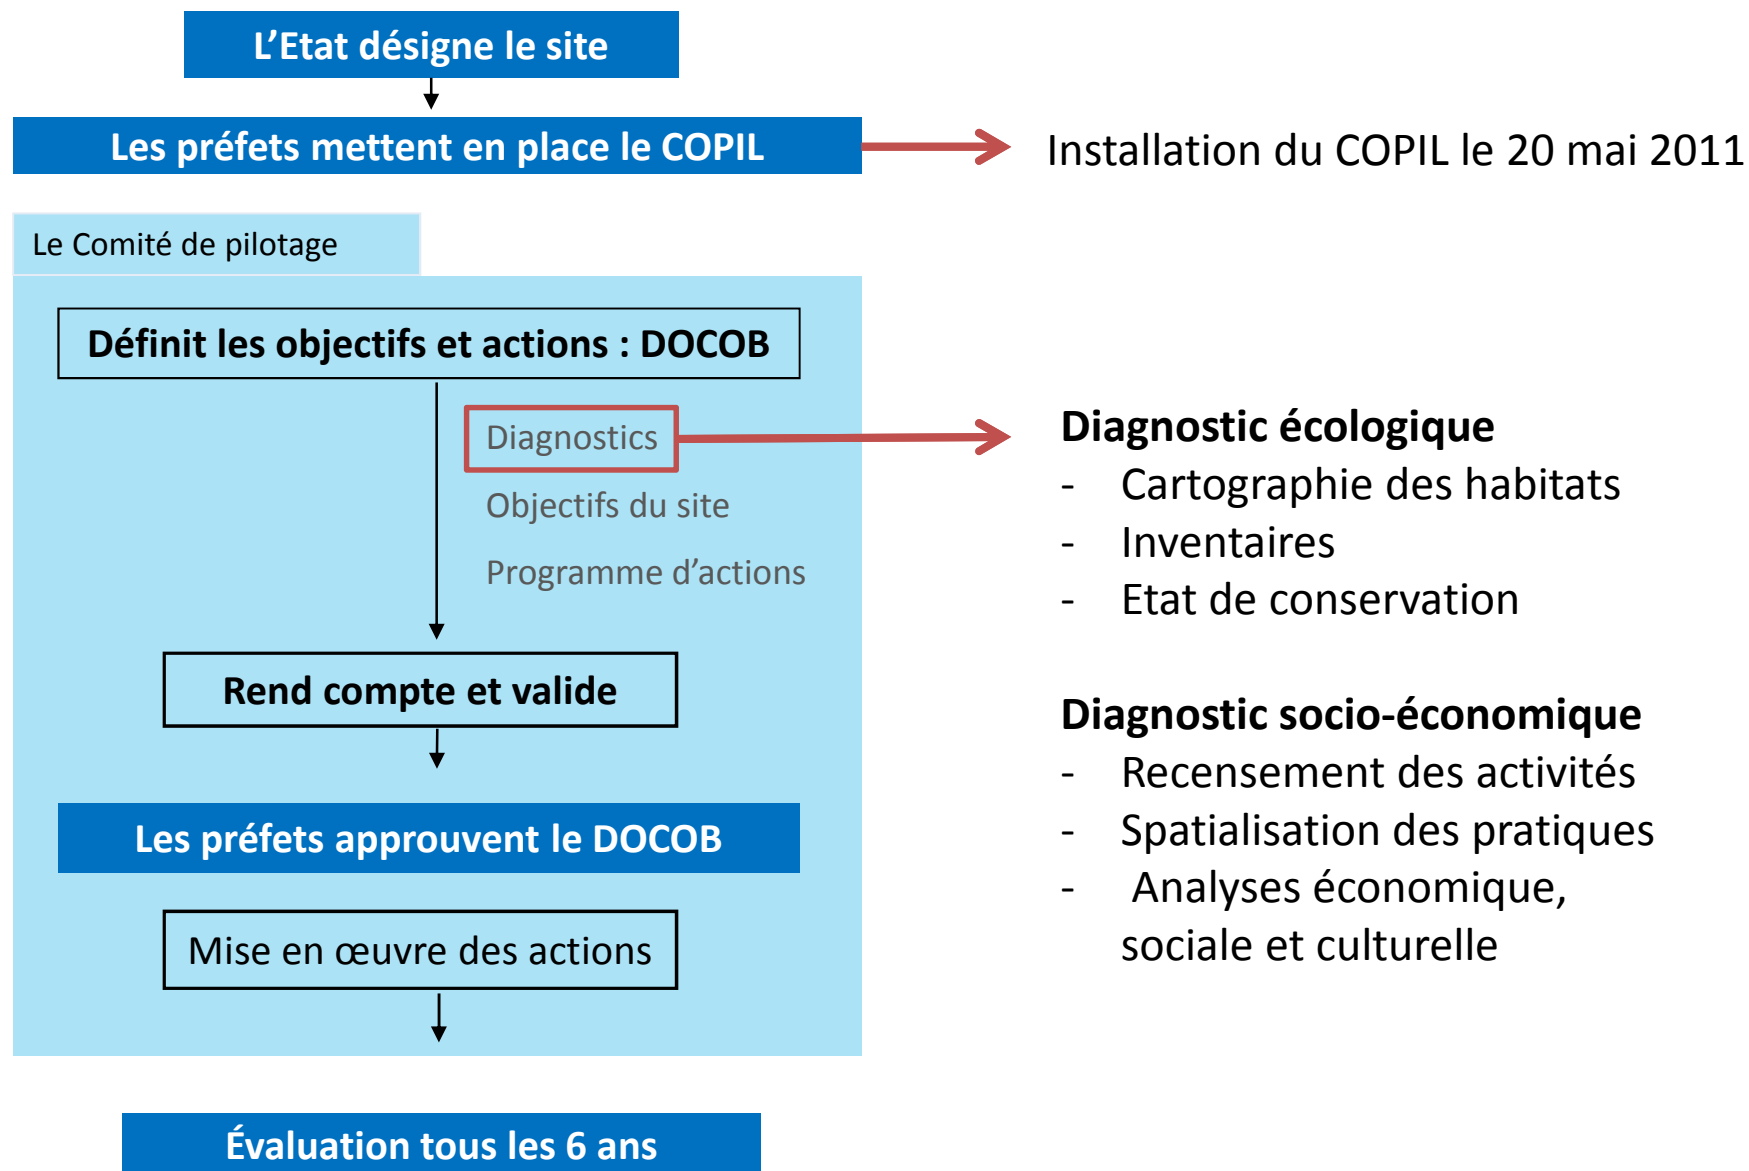 L’Etat désigne le site
Les préfets mettent en place le COPIL
Installation du COPIL le 20 mai 2011
Le Comité de pilotage
Définit les objectifs et actions : DOCOB
Diagnostics
Objectifs du site
Programme d’actions
Rend compte et valide
Les préfets approuvent le DOCOB
Mise en œuvre des actions
Évaluation tous les 6 ans
Diagnostic écologique
- Cartographie des habitats
- Inventaires
- Etat de conservation
Diagnostic socio-économique
- Recensement des activités
- Spatialisation des pratiques
- Analyses économique,
sociale et culturelle